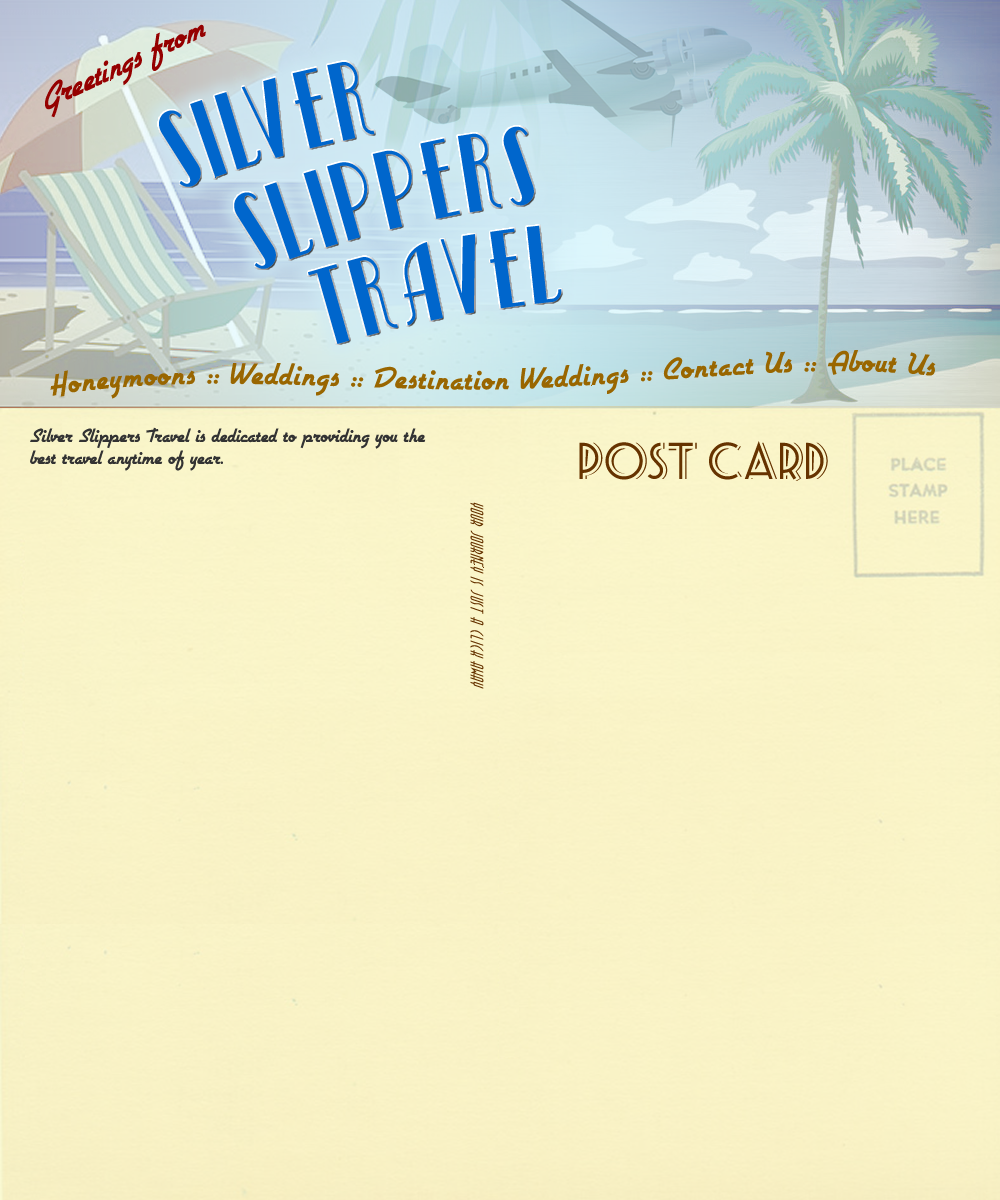 Greetings from
SILVER
SLIPPERS
TRAVEL
Honeymoons :: Weddings :: Destination Weddings :: Contact Us :: About Us
Silver Slippers Travel is dedicated to providing you the
best travel anytime of year.
POST CARD
PLACE
STAMP
HERE
YOUR JOURNEY IS JUST A CLICK AWAY